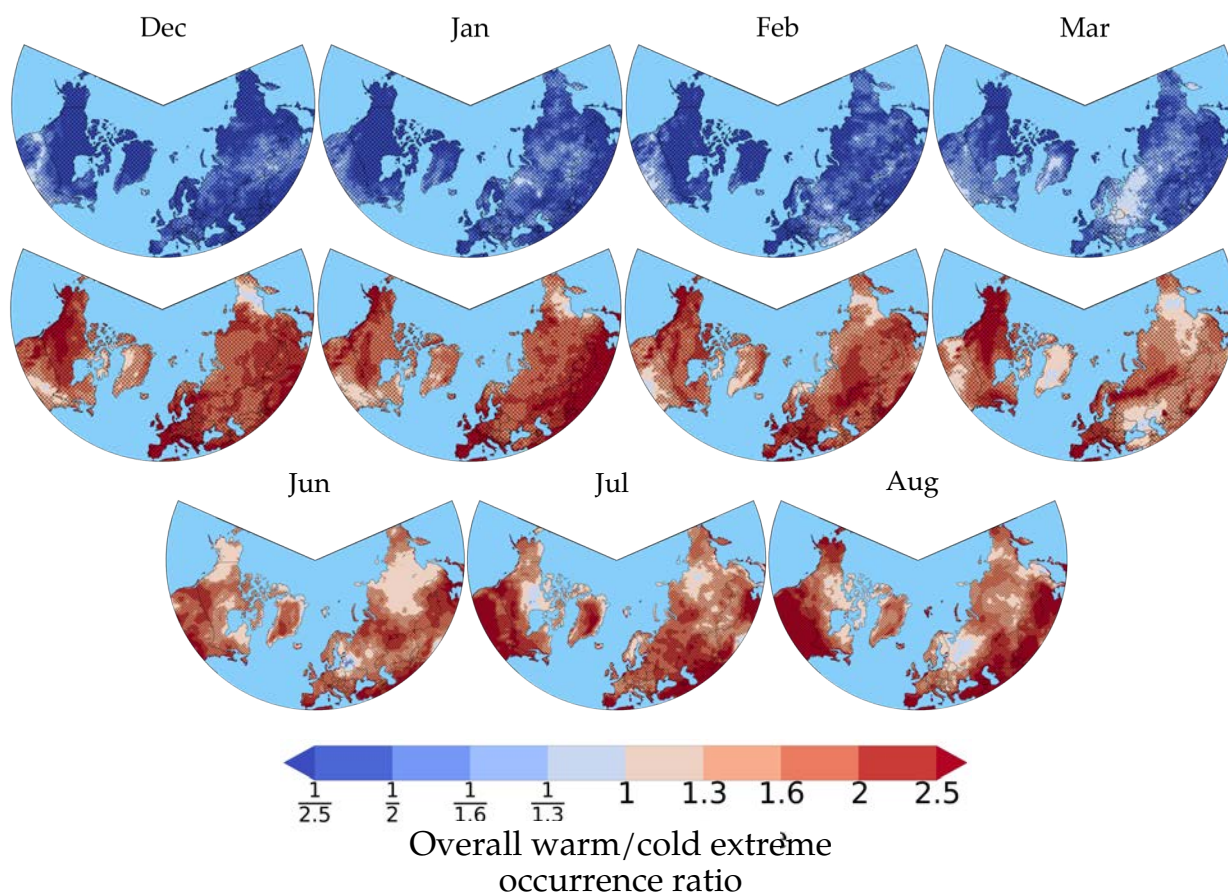 Dec Jan Feb Mar
Jun Jul Aug
1/2.5 1/2 1/1.6 1/1.3 1 1.3 1.6 2 2.5
Overall warm/cold extreme
occurrence ratio